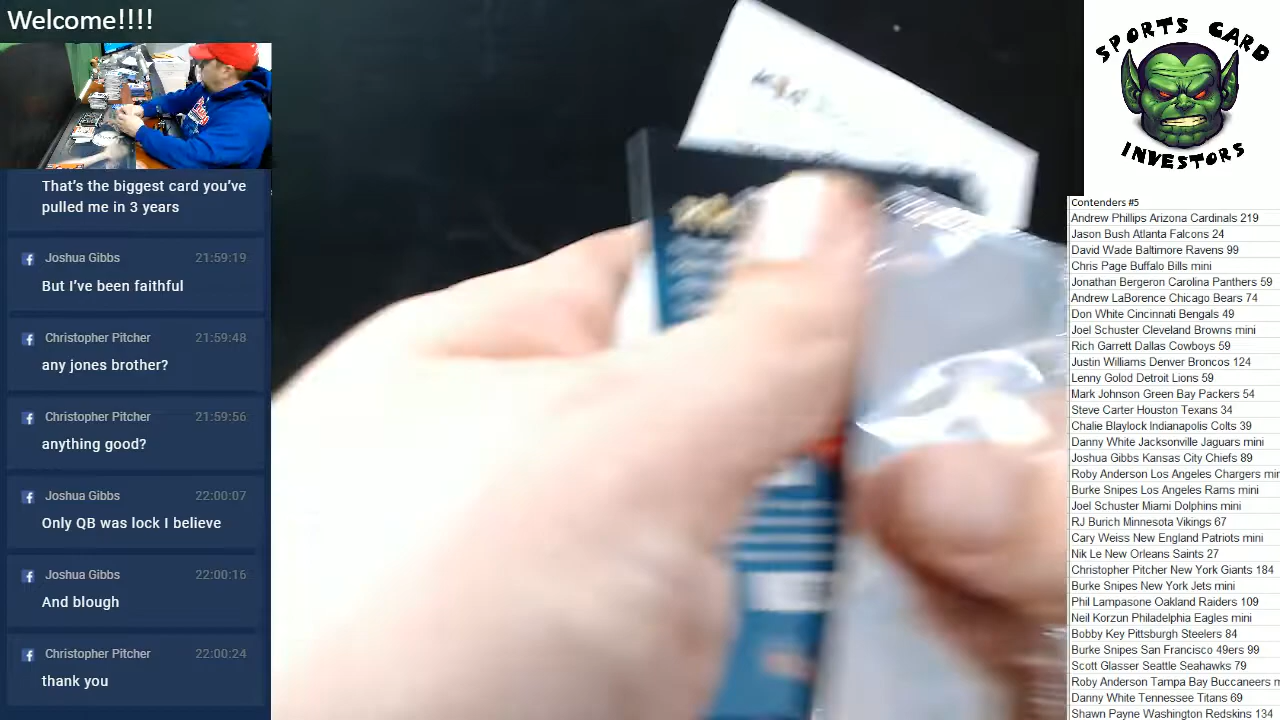 Welcome!!!!
That's the biggest card you've
pulled me in 3 years
Joshua Gibbs 21:59:19
But I've been faithful
Christopher Pitcher 21:59:48
any jones brother?
Christopher Pitcher 21:59:56
anything good?
Joshua Gibbs 22:00:07
Only QB was lock I believe
Joshua Gibbs 22:00:16
And blough
Christopher Pitcher 22:00:24
thank you
SPORTS CARD
INVESTORS
Contenders #5
Andrew Phillips Arizona Cardinals 219
Jason Bush Atlanta Falcons 24
David Wade Baltimore Ravens 99
Chris Page Buffalo Bills mini
Jonathan Bergeron Carolina Panthers 59
Andrew LaBorence Chicago Bears 74
Don White Cincinnati Bengals 49
Joel Schuster Cleveland Browns mini
Rich Garrett Dallas Cowboys 59
Justin Williams Denver Broncos 124
Lenny Golod Detroit Lions 59
Mark Johnson Green Bay Packers 54
Steve Carter Houston Texans 34
Chalie Blaylock Indianapolis Colts 39
Danny White Jacksonville Jaguars mini
Joshua Gibbs Kansas City Chiefs 89
Roby Anderson Los Angeles Chargers min
Burke Snipes Los Angeles Rams mini
Joel Schuster Miami Dolphins mini
RJ Burich Minnesota Vikings 67
Cary Weiss New England Patriots mini
Nik Le New Orleans Saints 27
Christopher Pitcher New York Giants 184
Burke Snipes New York Jets mini
Phil Lampasone Oakland Raiders 109
Neil Korzun Philadelphia Eagles mini
Bobby Key Pittsburgh Steelers 84
Burke Snipes San Francisco 49ers 99
Scott Glasser Seattle Seahawks 79
Roby Anderson Tampa Bay Buccaneers m
Danny White Tennessee Titans 69
Shawn Payne Washington Redskins 134